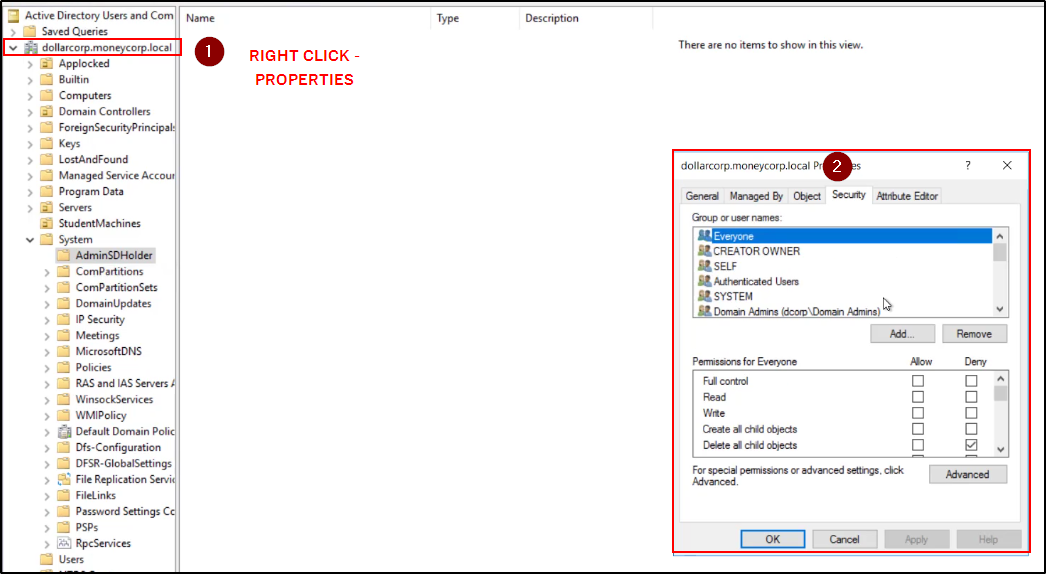 Active Directory Users and Com
Name
Type
Description
Saved Queries
dollarcorp.moneycorp.local
1
RIGHT CLICK -
PROPERTIES
There are no items to show in this view.
Applocked
Builtin
Computers
Domain Controllers
ForeignSecurityPrincipals
Keys
LostAndFound
Managed Service Accour
Program Data
Servers
StudentMachines
System
AdminSDHolder
ComPartitions
ComPartitionSets
DomainUpdates
IP Security
Meetings
MicrosoftDNS
Policies
RAS and IAS Servers A
WinsockServices
WMIPolicy
Default Domain Polic
Dfs-Configuration
DFSR-GlobalSettings
File Replication Servic
FileLinks
Password Settings Cc
PSPs
RpcServices
Users
dollarcorp.moneycorp.local Pr
2
es
?
General
Managed By
Object
Security
Attribute Editor
Group or user names:
Everyone
CREATOR OWNER
SELF
Authenticated Users
SYSTEM
Domain Admins (dcorp\Domain Admins)
Add...
Remove
Permissions for Everyone
Allow
Deny
Full control
Read
Write
Create all child objects
Delete all child objects
For special permissions or advanced settings, click
Advanced.
Advanced
OK
Cancel
Apply
Help